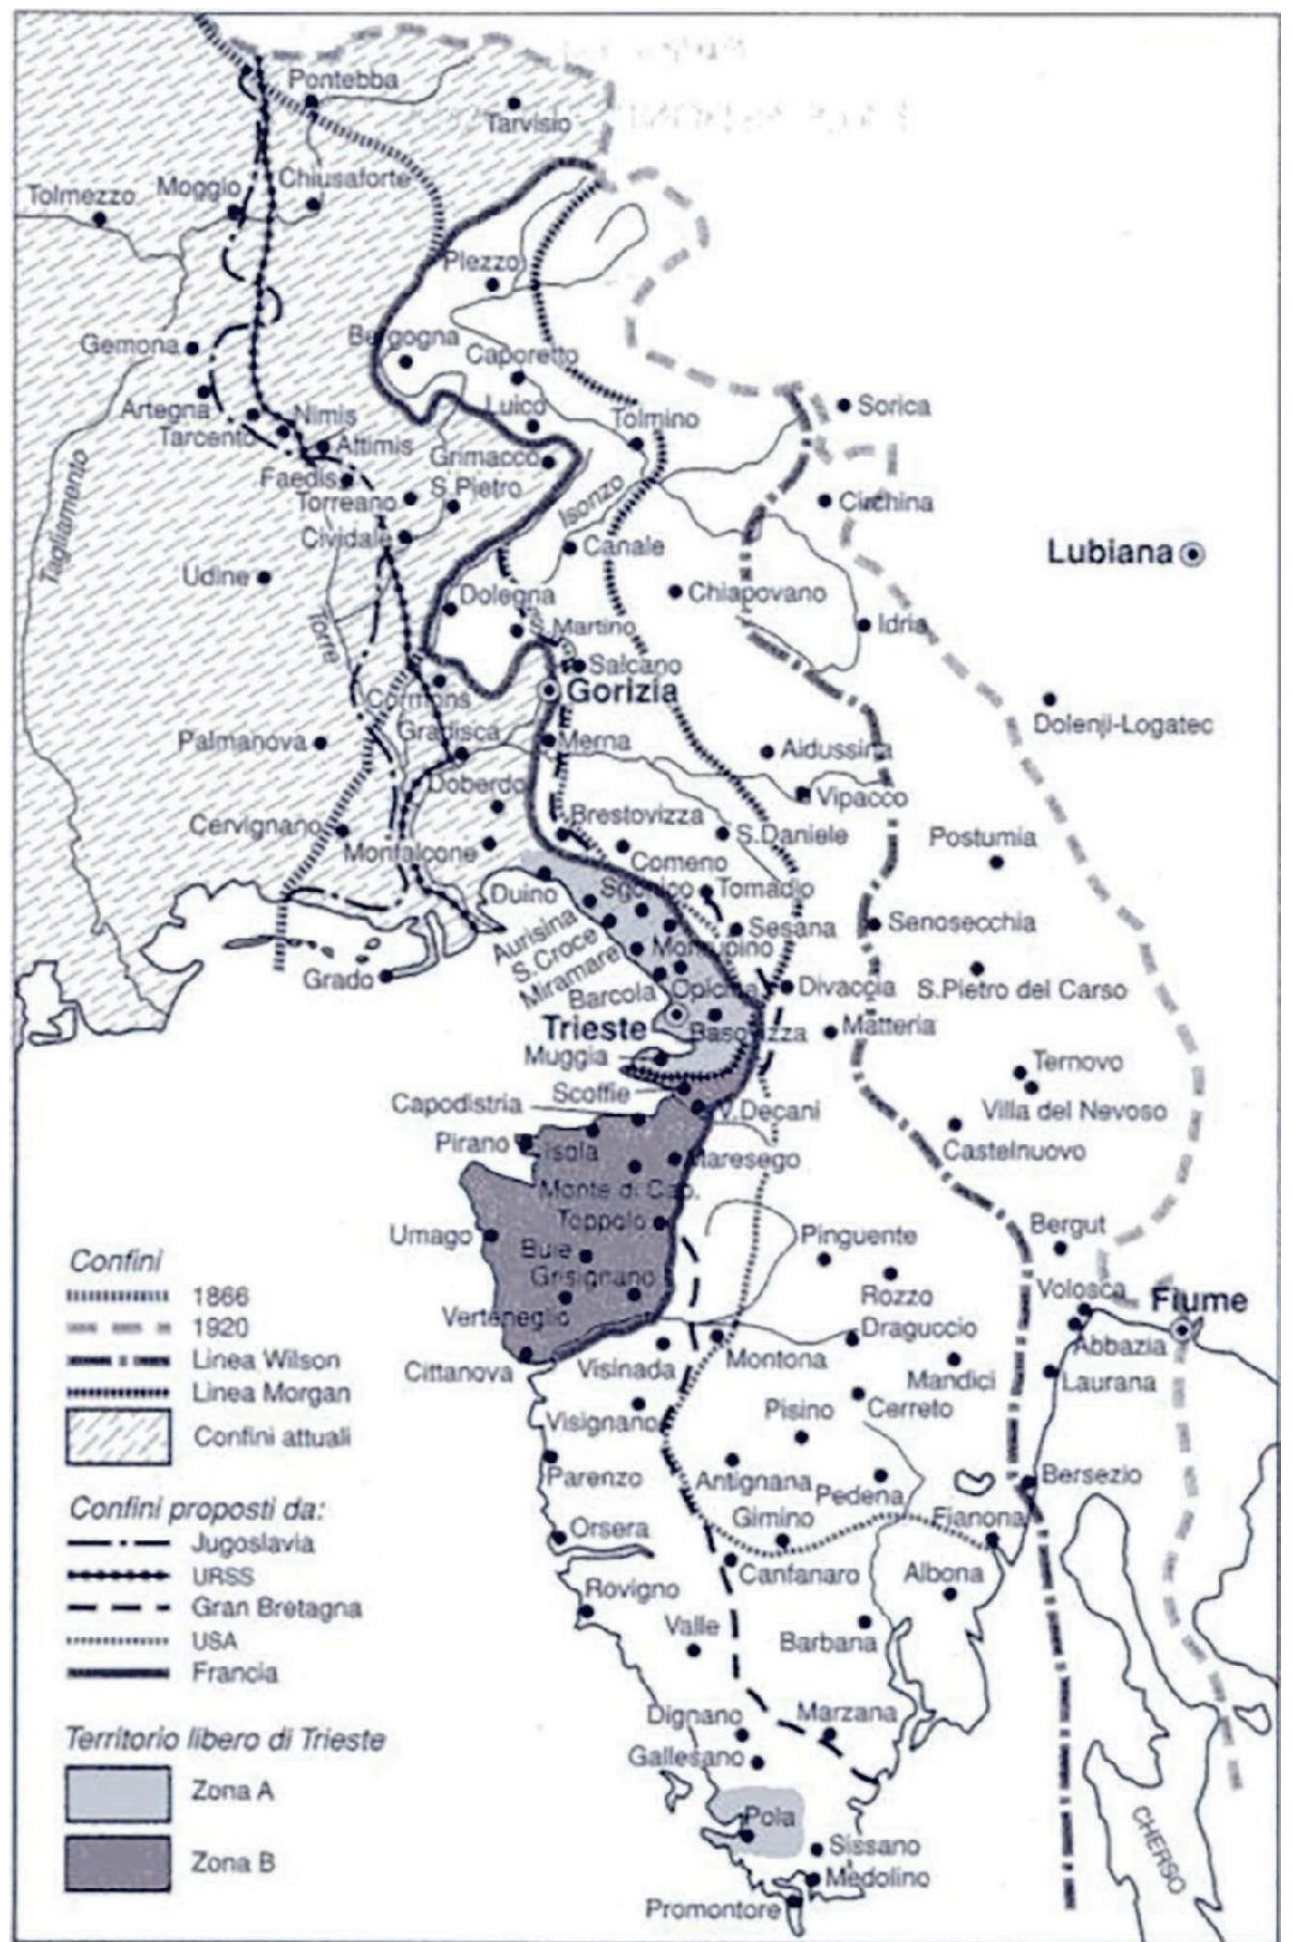 Pontebba
Tarvisio
Tolmezzo
Moggio
Chiusaforte
Plezzo
Gemona
Bergogna
Caporetto
Artegna
Nimis
Luico
Tolmino
Sorica
Tarcento
Attimis
Grimacco
Faedis
Torreano
S.Pietro
Isonzo
Circhina
Tagliamento
Cividale
Canale
Lubiana
Udine
Dolegna
Chiapovano
Torre
S.Martino
Idria
Salcano
Cormons
Gorizia
Dolenji-Logatec
Palmanova
Gradisca
Merna
Aidussina
Doberdo
Vipacco
Cervignano
Brestovizza
S.Daniele
Postumia
Monfalcone
Comeno
Duino
Sgonico
Tomadio
Aurisina
S.Croce
Miramare
Monrupino
Sesana
Senosecchia
Grado
Barcola
Opicina
Divaccia
S.Pietro del Carso
Trieste
Basovizza
Matteria
Muggia
Ternovo
Scoffie
Capodistria
V.Decani
Villa del Nevoso
Pirano
Isola
Maresego
Castelnuovo
Monte di Cap.
Toppolo
Umago
Buie
Pinguente
Bergut
Grisignano
Rozzo
Volosca
Fiume
Verteneglio
Draguccio
Abbazia
Cittanova
Visinada
Montona
Mandici
Laurana
Visignano
Pisino
Cerreto
Parenzo
Antignana
Pedena
Bersezio
Orsera
Gimino
Fianona
Canfanaro
Albona
Rovigno
Valle
Barbana
Dignano
Marzana
Gallesano
Pola
Sissano
Medolino
Promontore
CHERSO
Confini
1866
1920
Linea Wilson
Linea Morgan
Confini attuali
Confini proposti da:
Jugoslavia
URSS
Gran Bretagna
USA
Francia
Territorio libero di Trieste
Zona A
Zona B